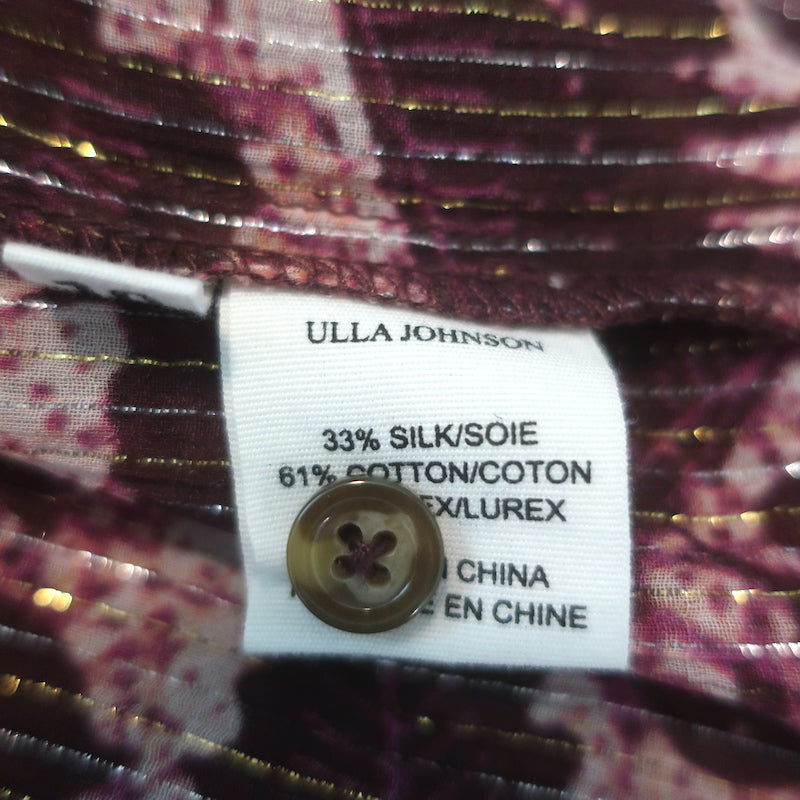 ULLA JOHNSON
33% SILK/SOIE
61% COTTON/COTON
EX/LUREX
CHINA
EN CHINE